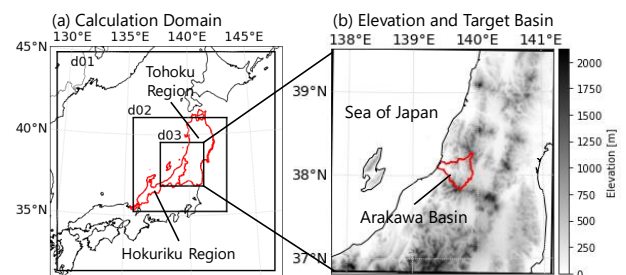 (a) Calculation Domain
130°E 135°E 140°E 145°E
45°N
40°N
35°N
d01
Tohoku
Region
d02
d03
Hokuriku Region
(b) Elevation and Target Basin
138°E 139°E 140°E 141°E
39°N
38°N
37°N
Sea of Japan
Arakawa Basin
2000
1750
1500
1250
1000
750
500
250
0
Elevation [m]